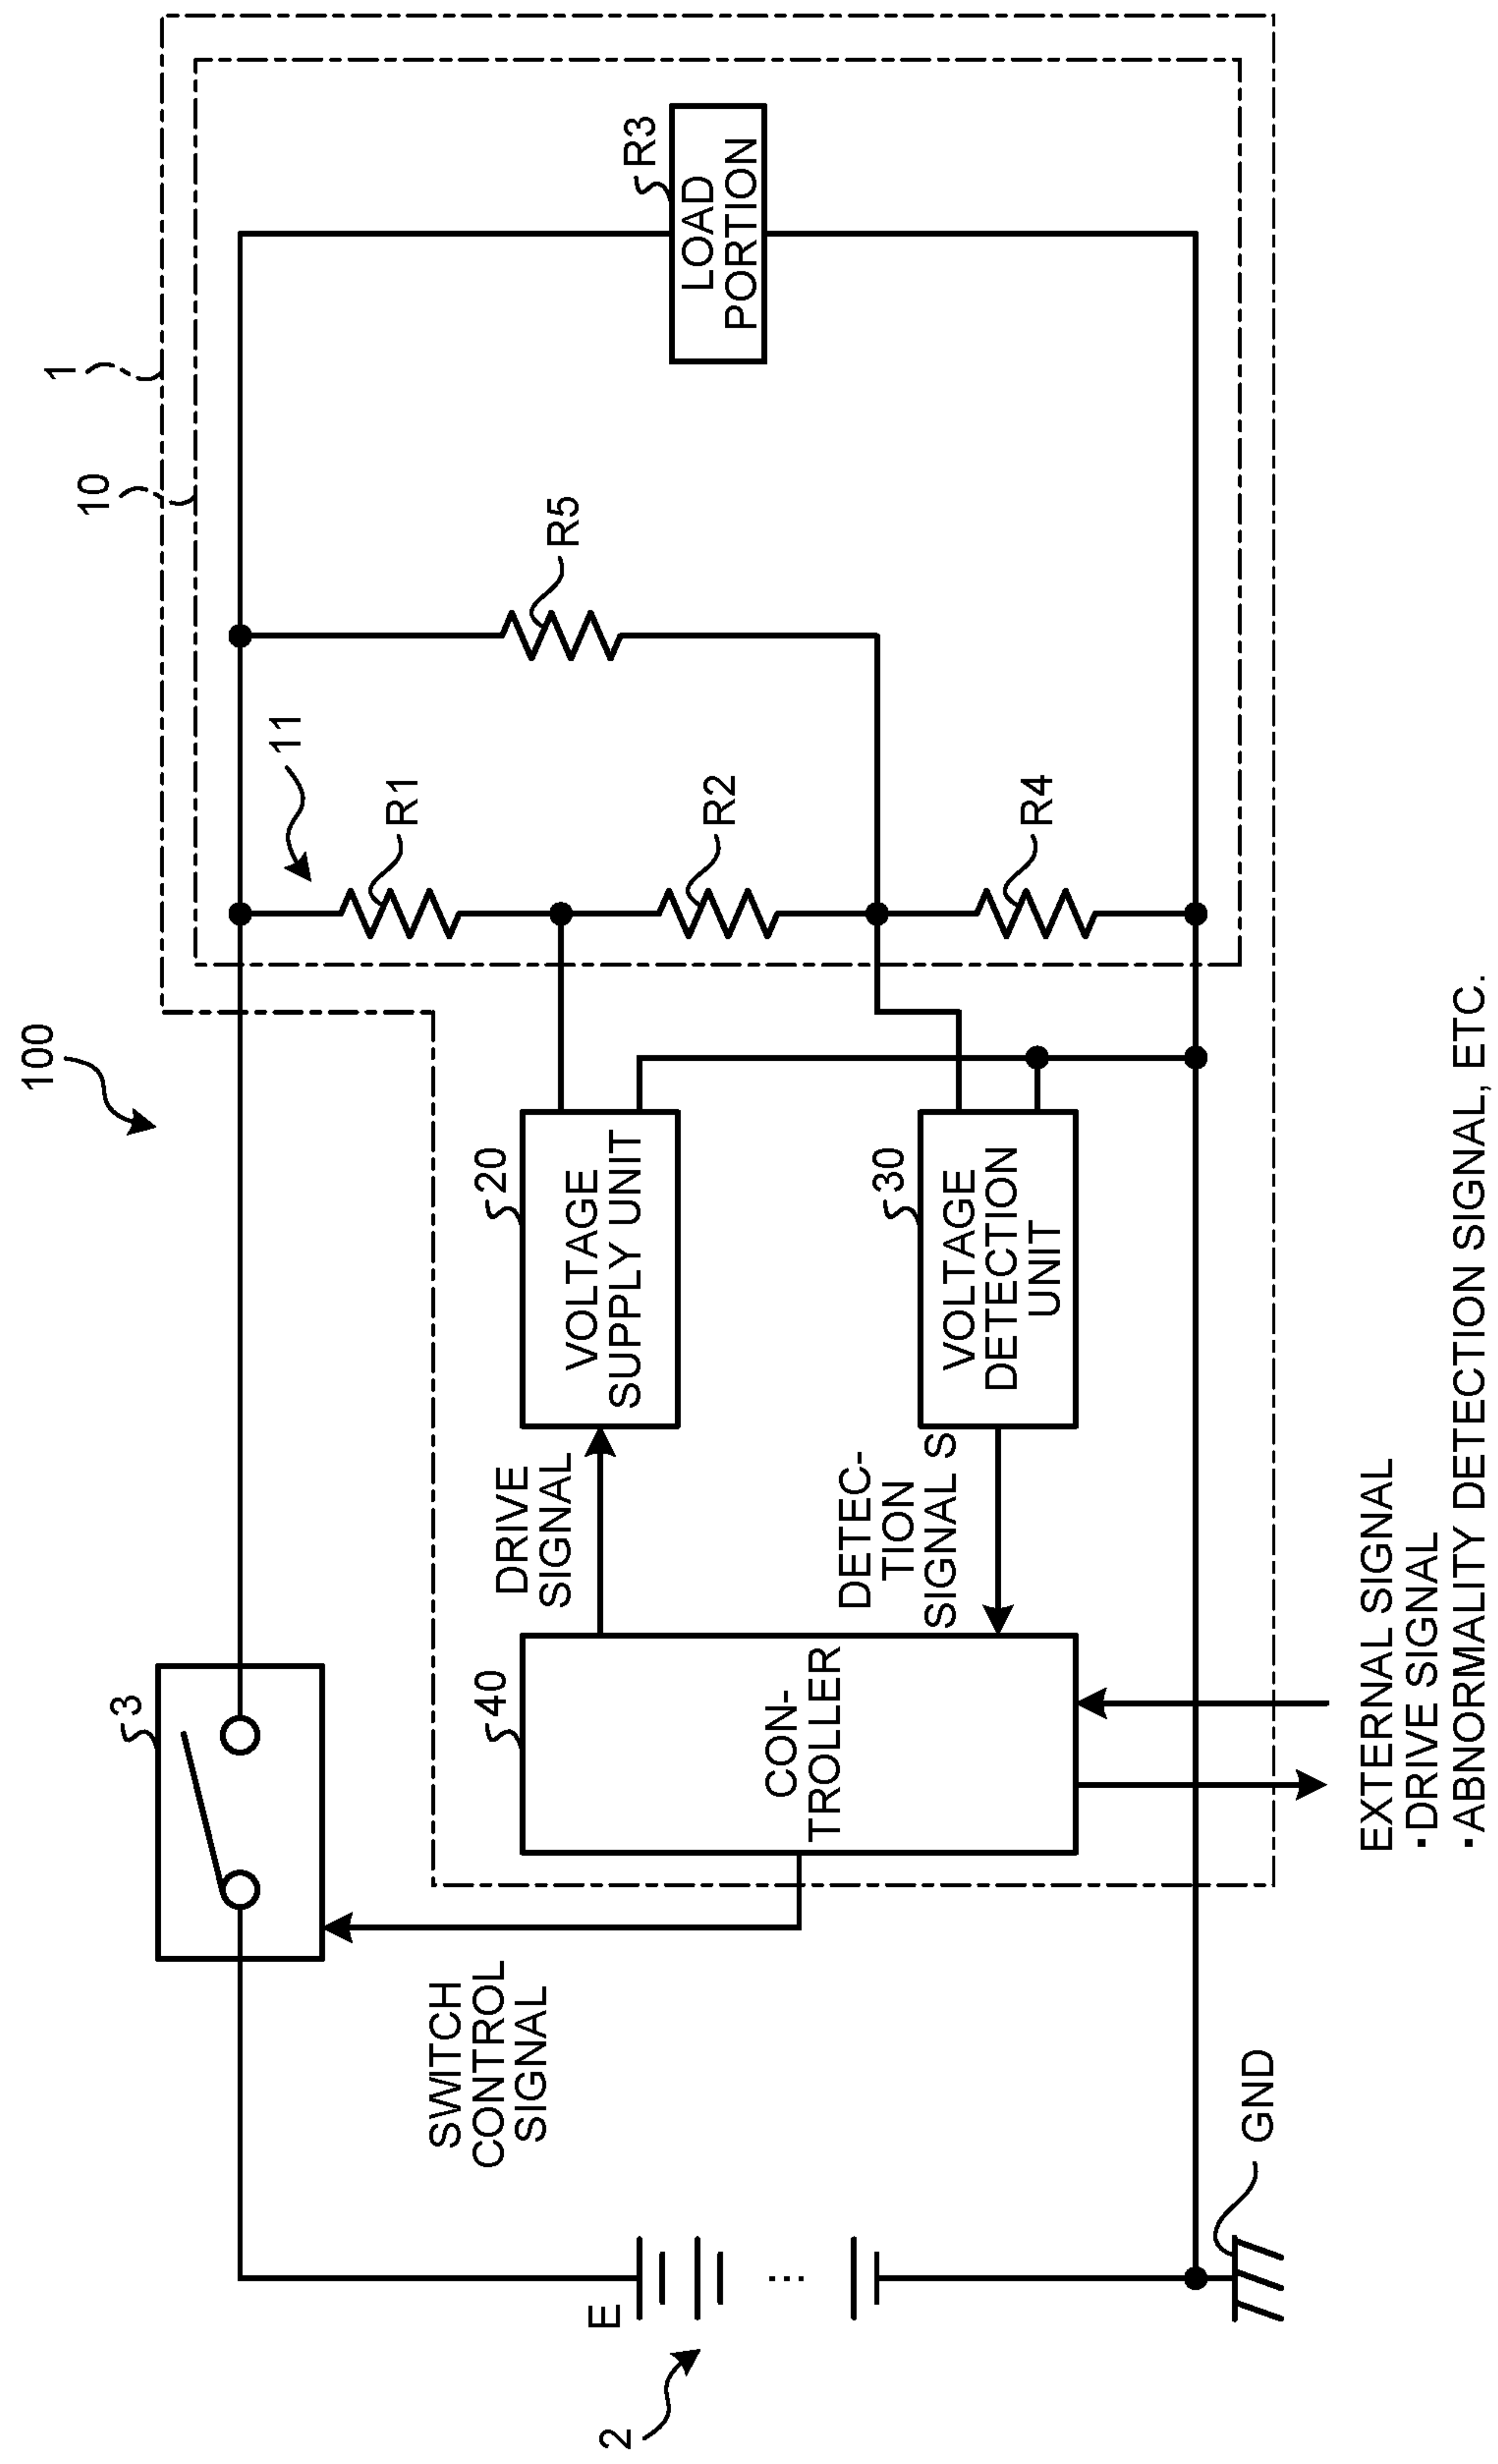 100
1
10
11
R1
R2
R4
R5
R3
LOAD
PORTION
3
20
VOLTAGE
SUPPLY UNIT
30
VOLTAGE
DETECTION
UNIT
DRIVE
SIGNAL
DETEC-
TION
SIGNAL S
40
CON-
TROLLER
SWITCH
CONTROL
SIGNAL
E
2
GND
EXTERNAL SIGNAL
・DRIVE SIGNAL
・ABNORMALITY DETECTION SIGNAL, ETC.